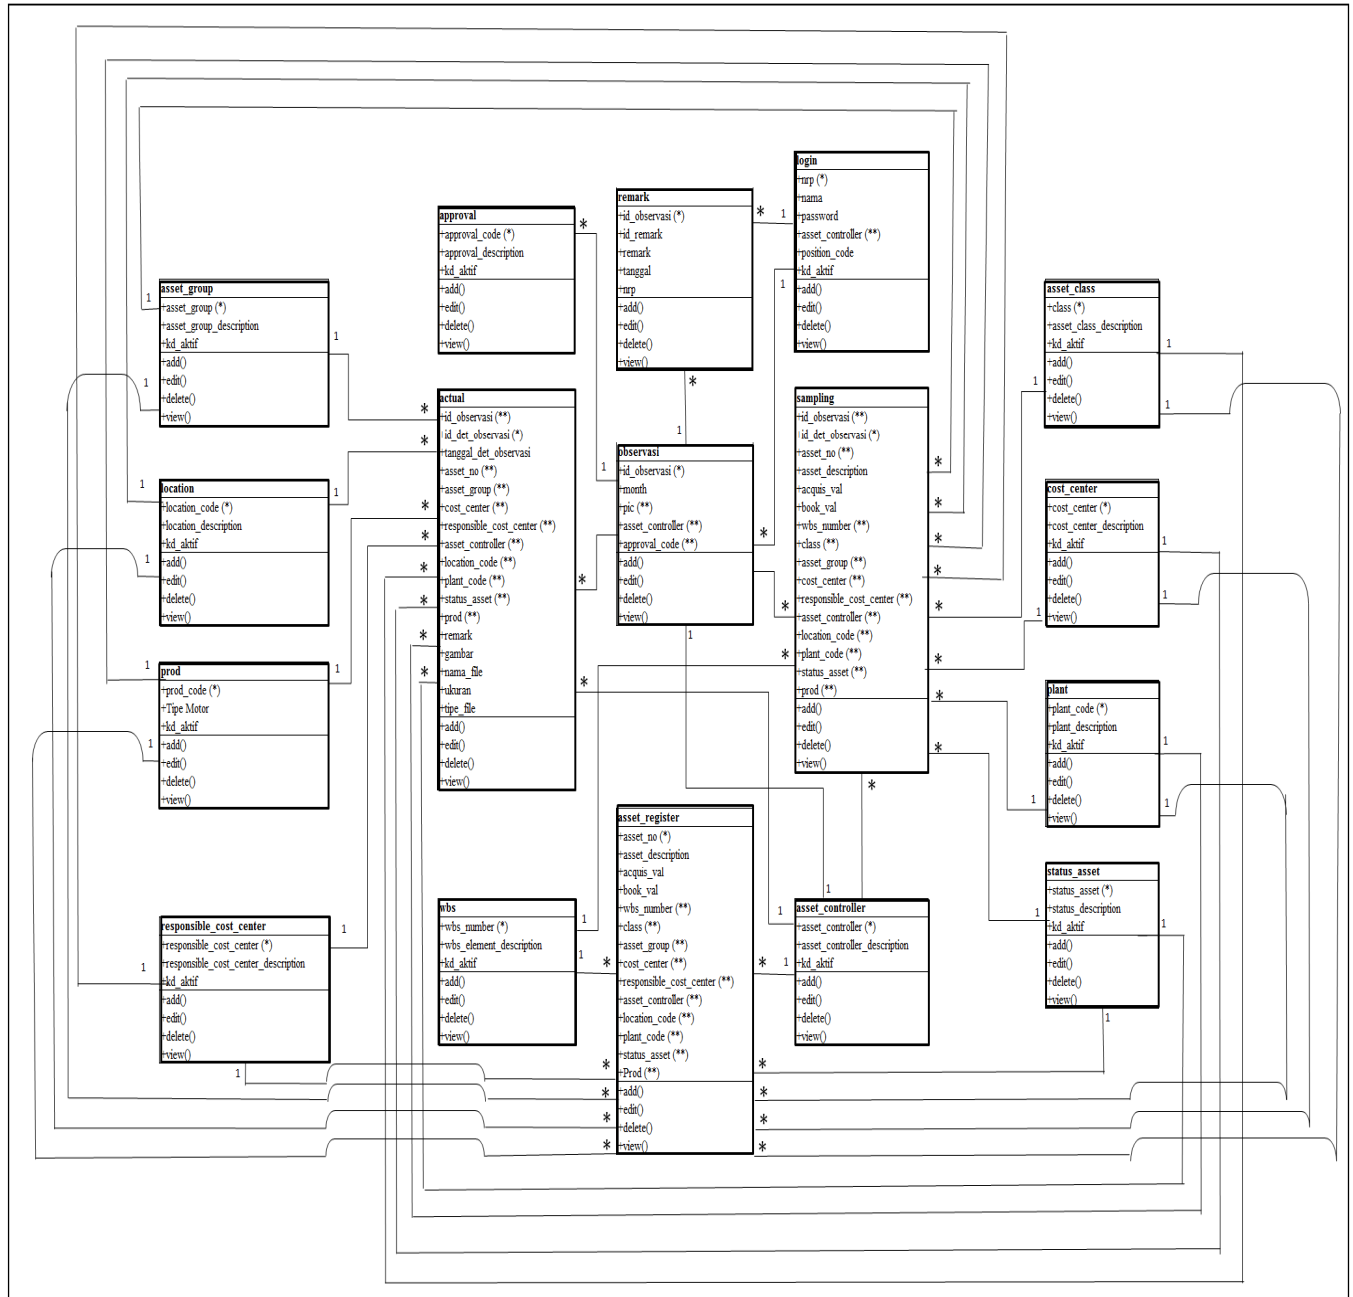 login
+nrp (*)
+nama
+password
+asset_controller (**)
+position_code
+kd_aktif
+add()
+edit()
+delete()
+view()
remark
+id_observasi (*)
+id_remark
+remark
+tanggal
+nrp
+add()
+edit()
+delete()
+view()
approval
+approval_code (*)
+approval_description
+kd_aktif
+add()
+edit()
+delete()
+view()
asset_group
+asset_group (*)
+asset_group_description
+kd_aktif
+add()
+edit()
+delete()
+view()
asset_class
+class (*)
+asset_class_description
+kd_aktif
+add()
+edit()
+delete()
+view()
actual
+id_observasi (**)
+id_det_observasi (*)
+tanggal_det_observasi
+asset_no (**)
+asset_group (**)
+cost_center (**)
+responsible_cost_center (**)
+asset_controller (**)
+location_code (**)
+plant_code (**)
+status_asset (**)
+prod (**)
+remark
+gambar
+nama_file
+ukuran
+tipe_file
+add()
+edit()
+delete()
+view()
observasi
+id_observasi (*)
+month
+pic (**)
+asset_controller (**)
+approval_code (**)
+add()
+edit()
+delete()
+view()
sampling
+id_observasi (**)
+id_det_observasi (*)
+asset_no (**)
+asset_description
+acquis_val
+book_val
+wbs_number (**)
+class (**)
+asset_group (**)
+cost_center (**)
+responsible_cost_center (**)
+asset_controller (**)
+location_code (**)
+plant_code (**)
+status_asset (**)
+prod (**)
+add()
+edit()
+delete()
+view()
location
+location_code (*)
+location_description
+kd_aktif
+add()
+edit()
+delete()
+view()
cost_center
+cost_center (*)
+cost_center_description
+kd_aktif
+add()
+edit()
+delete()
+view()
prod
+prod_code (*)
+Tipe Motor
+kd_aktif
+add()
+edit()
+delete()
+view()
plant
+plant_code (*)
+plant_description
+kd_aktif
+add()
+edit()
+delete()
+view()
asset_register
+asset_no (*)
+asset_description
+acquis_val
+book_val
+wbs_number (**)
+class (**)
+asset_group (**)
+cost_center (**)
+responsible_cost_center (**)
+asset_controller (**)
+location_code (**)
+plant_code (**)
+status_asset (**)
+Prod (**)
+add()
+edit()
+delete()
+view()
status_asset
+status_asset (*)
+status_description
+kd_aktif
+add()
+edit()
+delete()
+view()
responsible_cost_center
+responsible_cost_center (*)
+responsible_cost_center_description
+kd_aktif
+add()
+edit()
+delete()
+view()
wbs
+wbs_number (*)
+wbs_element_description
+kd_aktif
+add()
+edit()
+delete()
+view()
asset_controller
+asset_controller (*)
+asset_controller_description
+kd_aktif
+add()
+edit()
+delete()
+view()